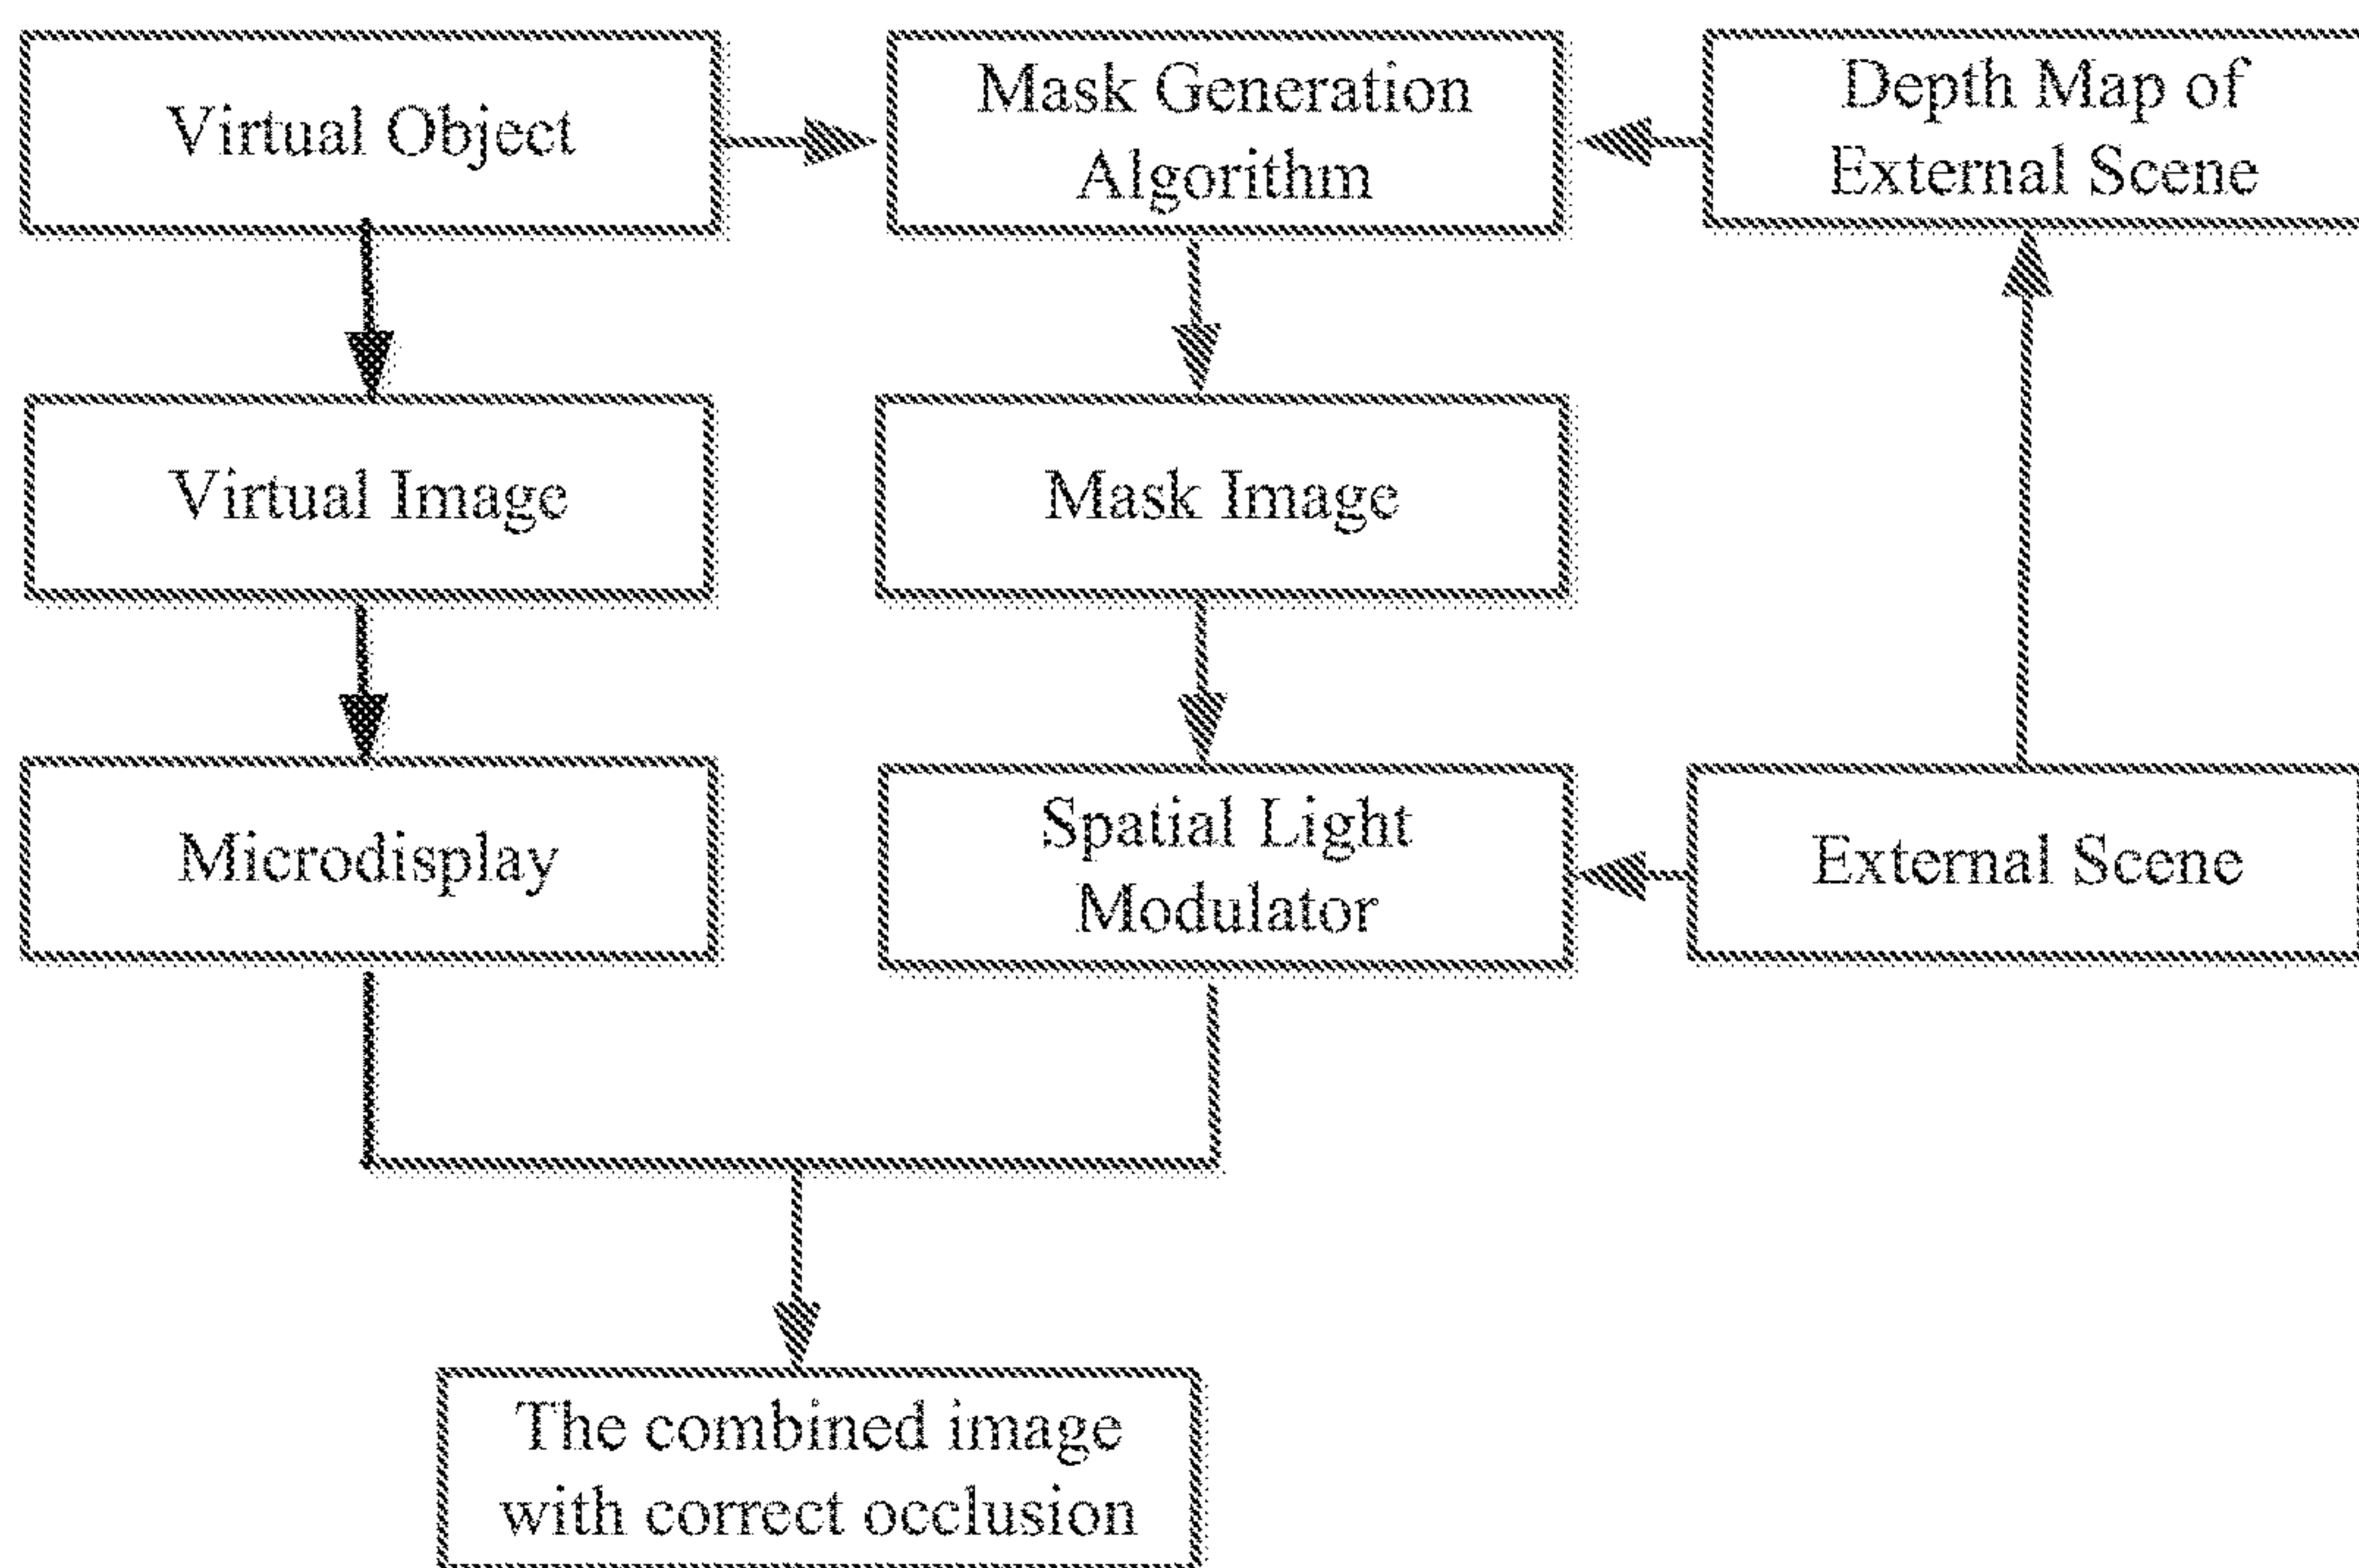 Virtual Object
Mask Generation
Algorithm
Depth Map of
External Scene
Virtual Image
Mask Image
Microdisplay
Spatial Light
Modulator
External Scene
The combined image
with correct occlusion